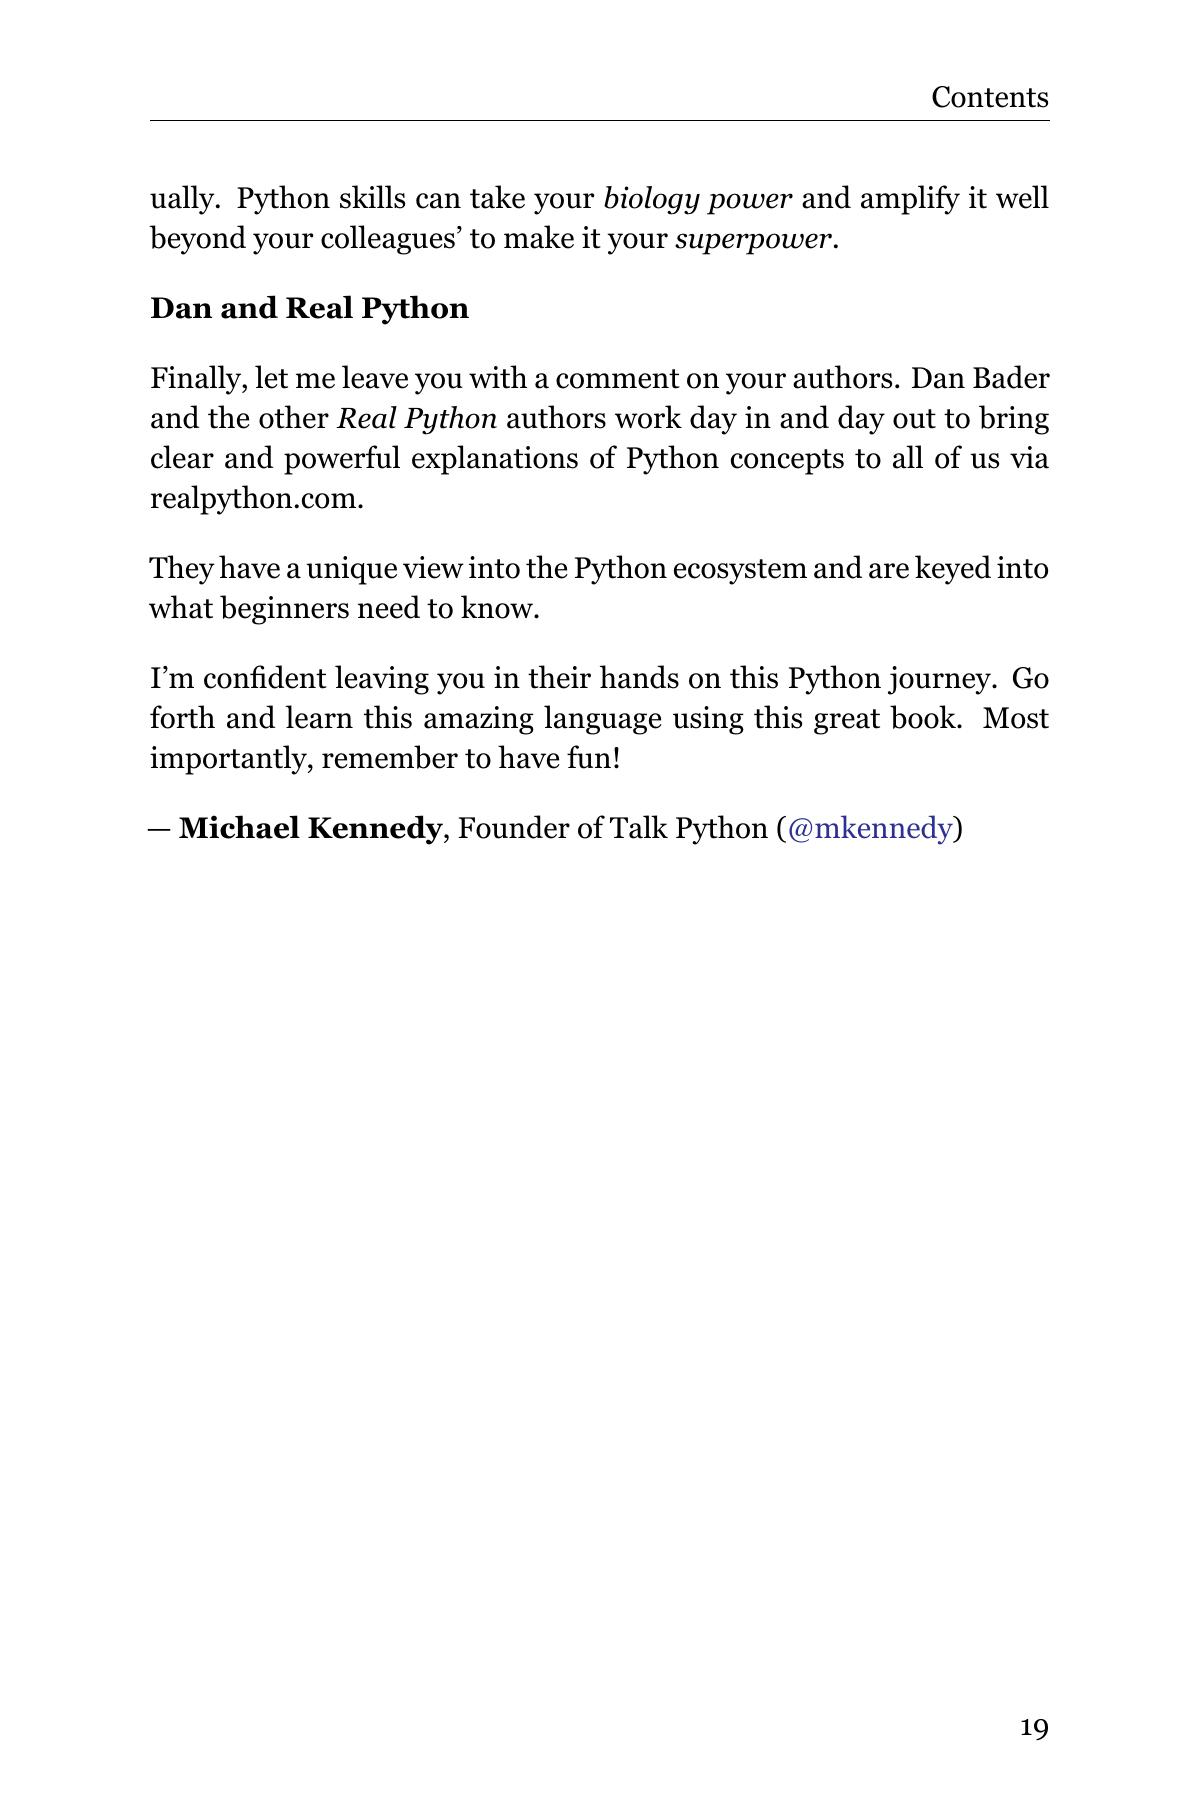 Contents
ually. Python skills can take your biology power and amplify it well
beyond your colleagues’ to make it your superpower.
Dan and Real Python
Finally, let me leave you with a comment on your authors. Dan Bader
and the other Real Python authors work day in and day out to bring
clear and powerful explanations of Python concepts to all of us via
realpython.com.
They have a unique view into the Python ecosystem and are keyed into
what beginners need to know.
I’m confident leaving you in their hands on this Python journey. Go
forth and learn this amazing language using this great book. Most
importantly, remember to have fun!
— Michael Kennedy, Founder of Talk Python (@mkennedy)
19